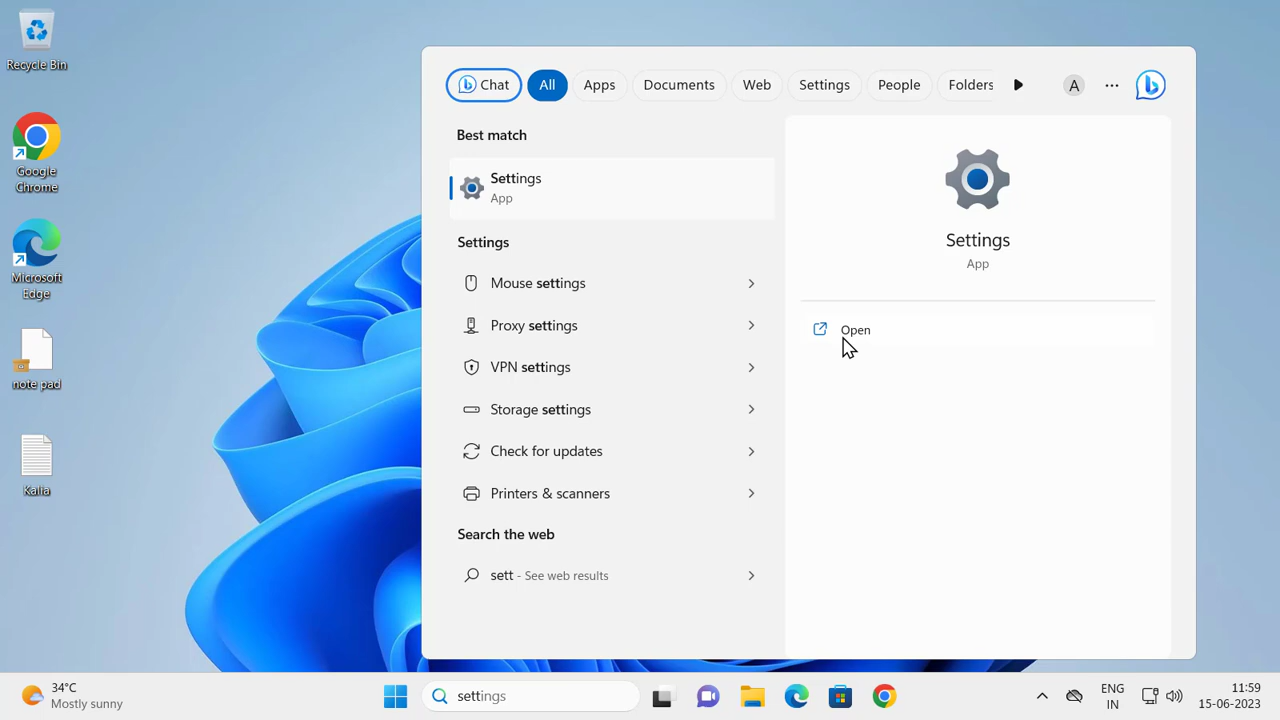 Recycle Bin
Google
Chrome
Microsoft
Edge
note pad
Kalia
Chat
All
Apps
Documents
Web
Settings
People
Folders
A
Best match
Settings
App
Settings
Mouse settings
Proxy settings
VPN settings
Storage settings
Check for updates
Printers & scanners
Search the web
sett - See web results
Settings
App
Open
34°C
Mostly sunny
settings
ENG
IN
11:59
15-06-2023